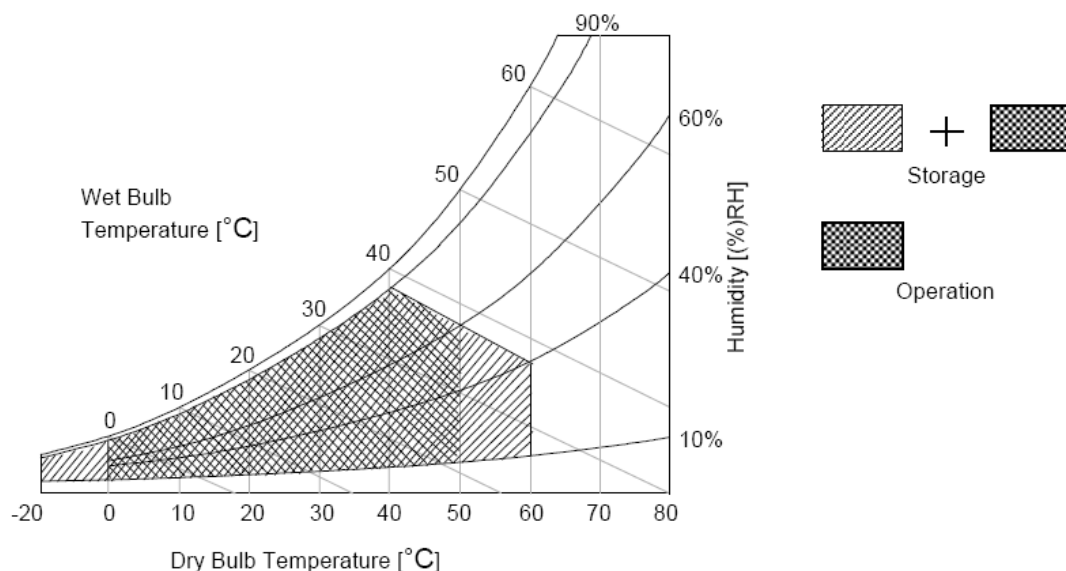 90%
60
60%
50
Storage
Wet Bulb
Temperature [°C]
40
40%
Humidity [(%)RH]
Operation
30
20
10
0
10%
-20 0 10 20 30 40 50 60 70 80
Dry Bulb Temperature [°C]